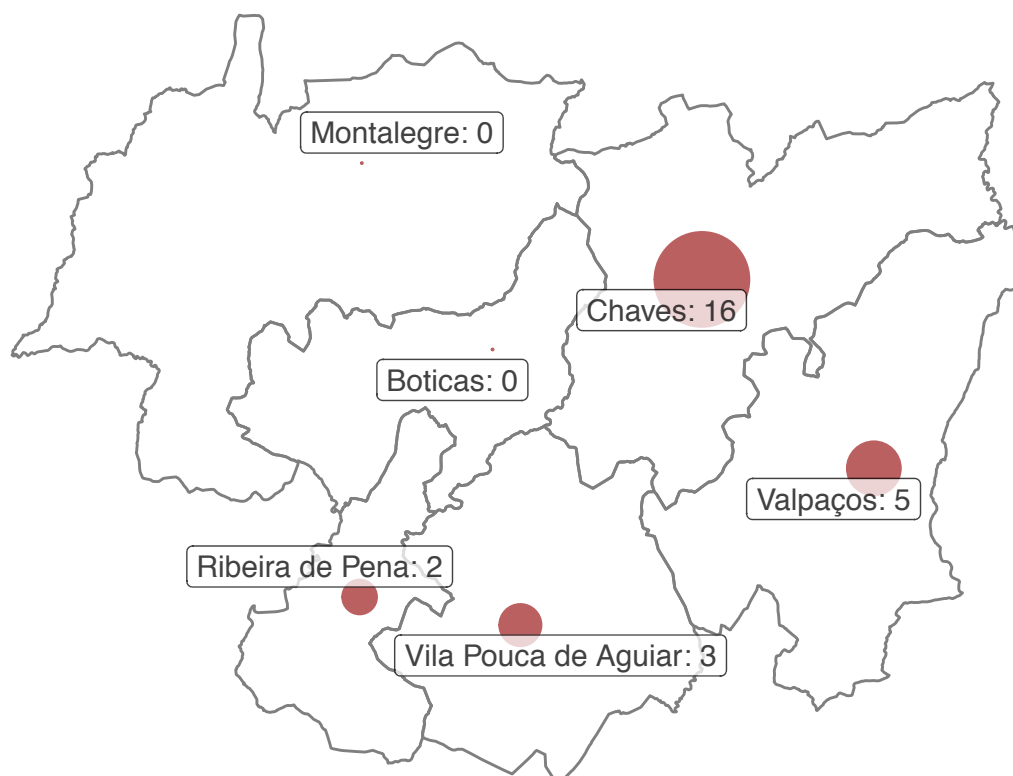 Montalegre: 0
Chaves: 16
Boticas: 0
Valpaços: 5
Ribeira de Pena: 2
Vila Pouca de Aguiar: 3